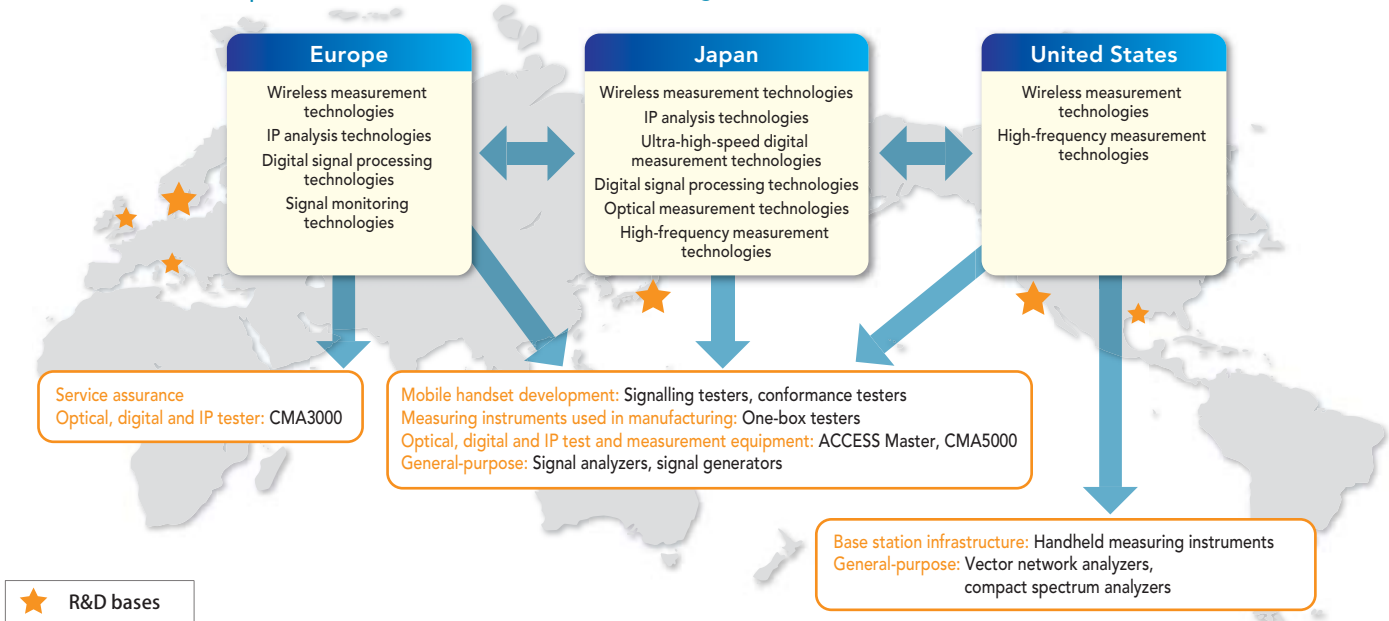 Europe
Wireless measurement
technologies
IP analysis technologies
Digital signal processing
technologies
Signal monitoring
technologies
Japan
Wireless measurement technologies
IP analysis technologies
Ultra-high-speed digital
measurement technologies
Digital signal processing technologies
Optical measurement technologies
High-frequency measurement
technologies
United States
Wireless measurement
technologies
High-frequency measurement
technologies
Service assurance
Optical, digital and IP tester: CMA3000
Mobile handset development: Signalling testers, conformance testers
Measuring instruments used in manufacturing: One-box testers
Optical, digital and IP test and measurement equipment: ACCESS Master, CMA5000
General-purpose: Signal analyzers, signal generators
Base station infrastructure: Handheld measuring instruments
General-purpose: Vector network analyzers,
compact spectrum analyzers
R&D bases